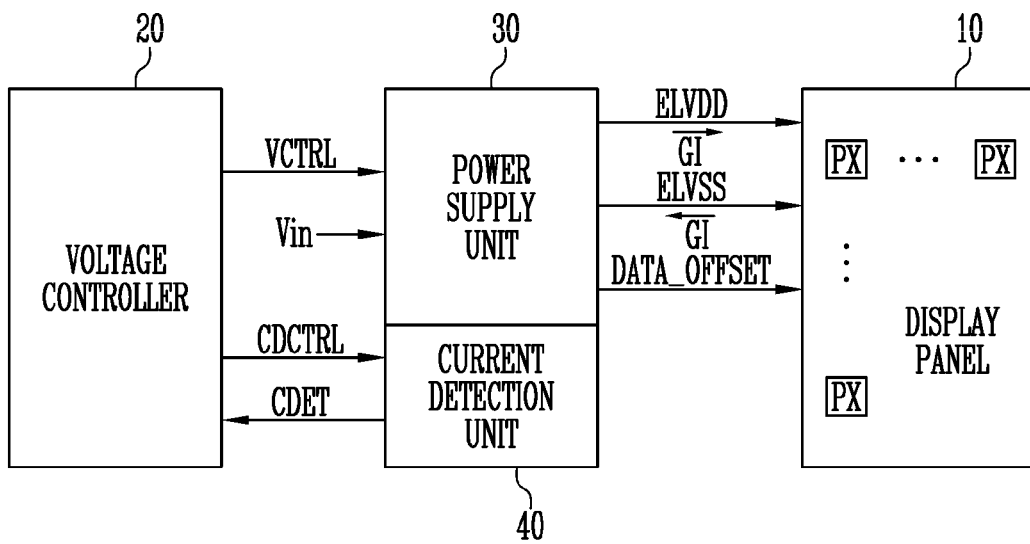 20
30
10
VOLTAGE
CONTROLLER
VCTRL
Vin
CDCTRL
CDET
POWER
SUPPLY
UNIT
CURRENT
DETECTION
UNIT
40
ELVDD
GI
ELVSS
GI
DATA_OFFSET
PX ... PX
PX
DISPLAY
PANEL